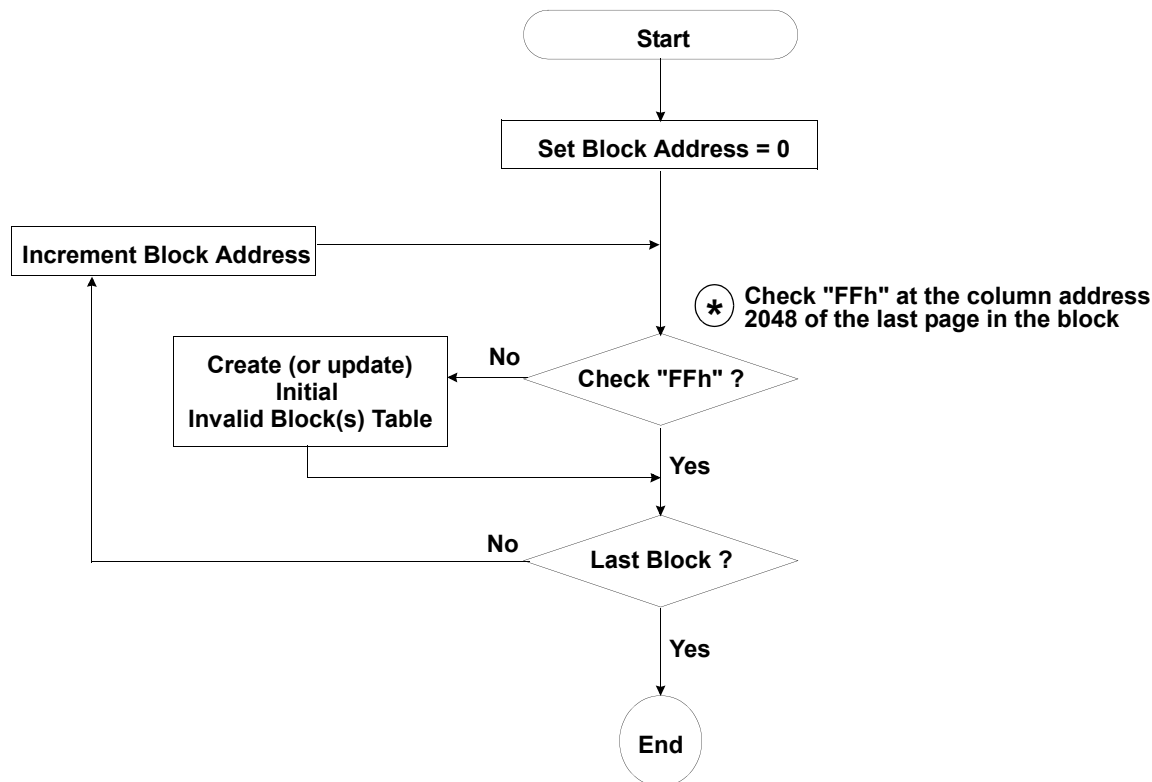 Start
Set Block Address = 0
Increment Block Address
* Check "FFh" at the column address
2048 of the last page in the block
No
Create (or update)
Initial
Invalid Block(s) Table
Check "FFh" ?
Yes
No
Last Block ?
Yes
End